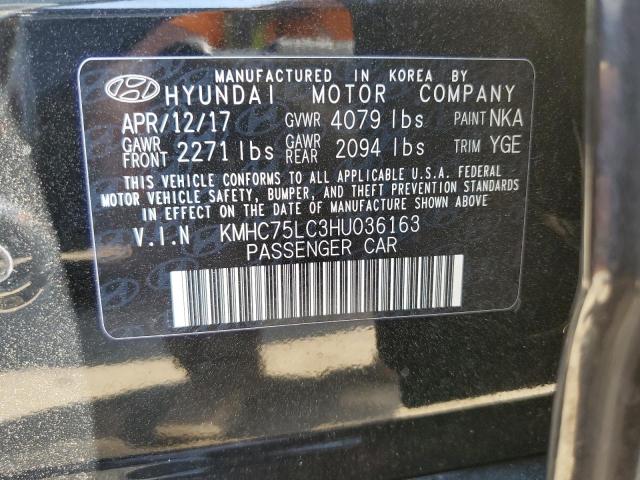 MANUFACTURED IN KOREA BY
HYUNDAI MOTOR COMPANY
APR/12/17 GVWR 4079 lbs PAINT NKA
GAWR FRONT 2271 lbs GAWR REAR 2094 lbs TRIM YGE
THIS VEHICLE CONFORMS TO ALL APPLICABLE U.S.A. FEDERAL
MOTOR VEHICLE SAFETY, BUMPER, AND THEFT PREVENTION STANDARDS
IN EFFECT ON THE DATE OF MANUFACTURE SHOWN ABOVE
V.I.N KMHC75LC3HU036163
PASSENGER CAR